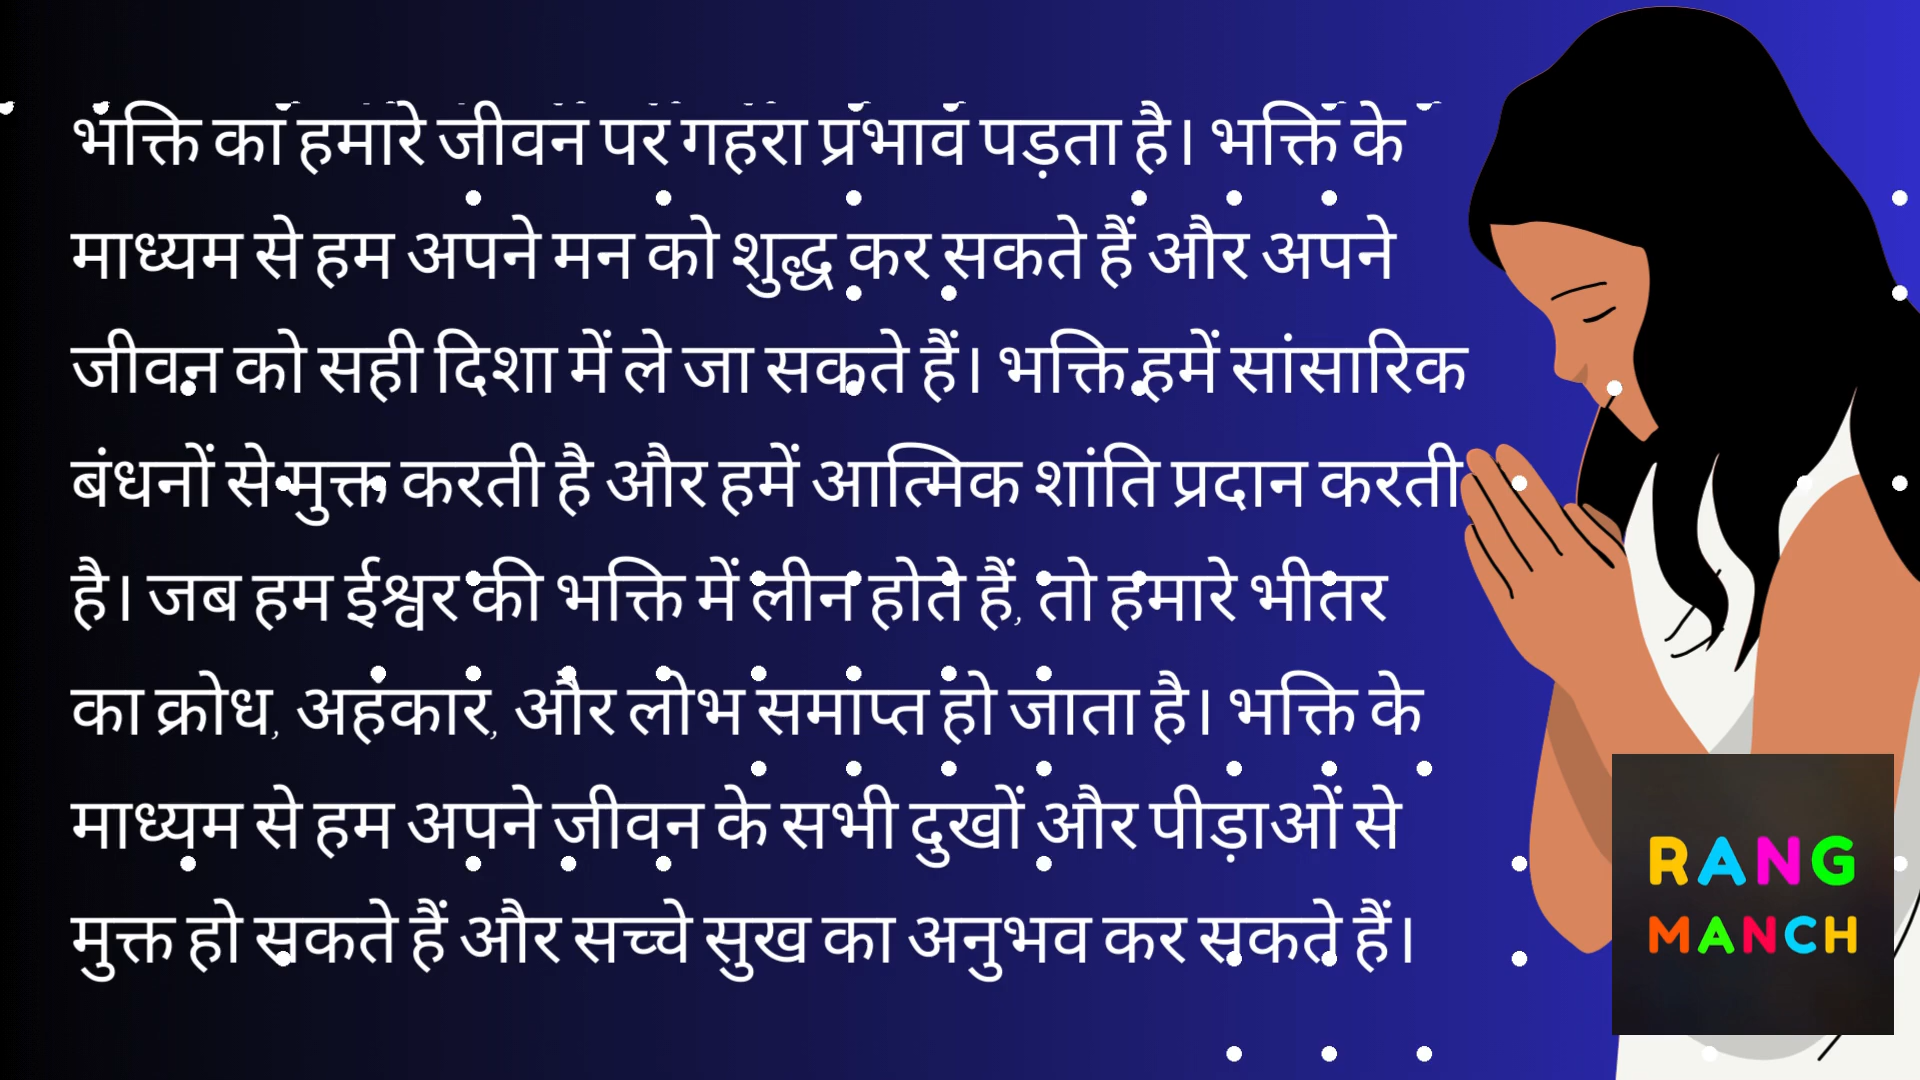 भक्ति का हमारे जीवन पर गहरा प्रभाव पड़ता है। भक्ति के
माध्यम से हम अपने मन को शुद्ध कर सकते हैं और अपने
जीवन को सही दिशा में ले जा सकते हैं। भक्ति हमें सांसारिक
बंधनों से मुक्त करती है और हमें आत्मिक शांति प्रदान करती
है। जब हम ईश्वर की भक्ति में लीन होते हैं, तो हमारे भीतर
का क्रोध, अहंकार, और लोभ समाप्त हो जाता है। भक्ति के
माध्यम से हम अपने जीवन के सभी दुखों और पीड़ाओं से
मुक्त हो सकते हैं और सच्चे सुख का अनुभव कर सकते हैं।
RANG
MANCH